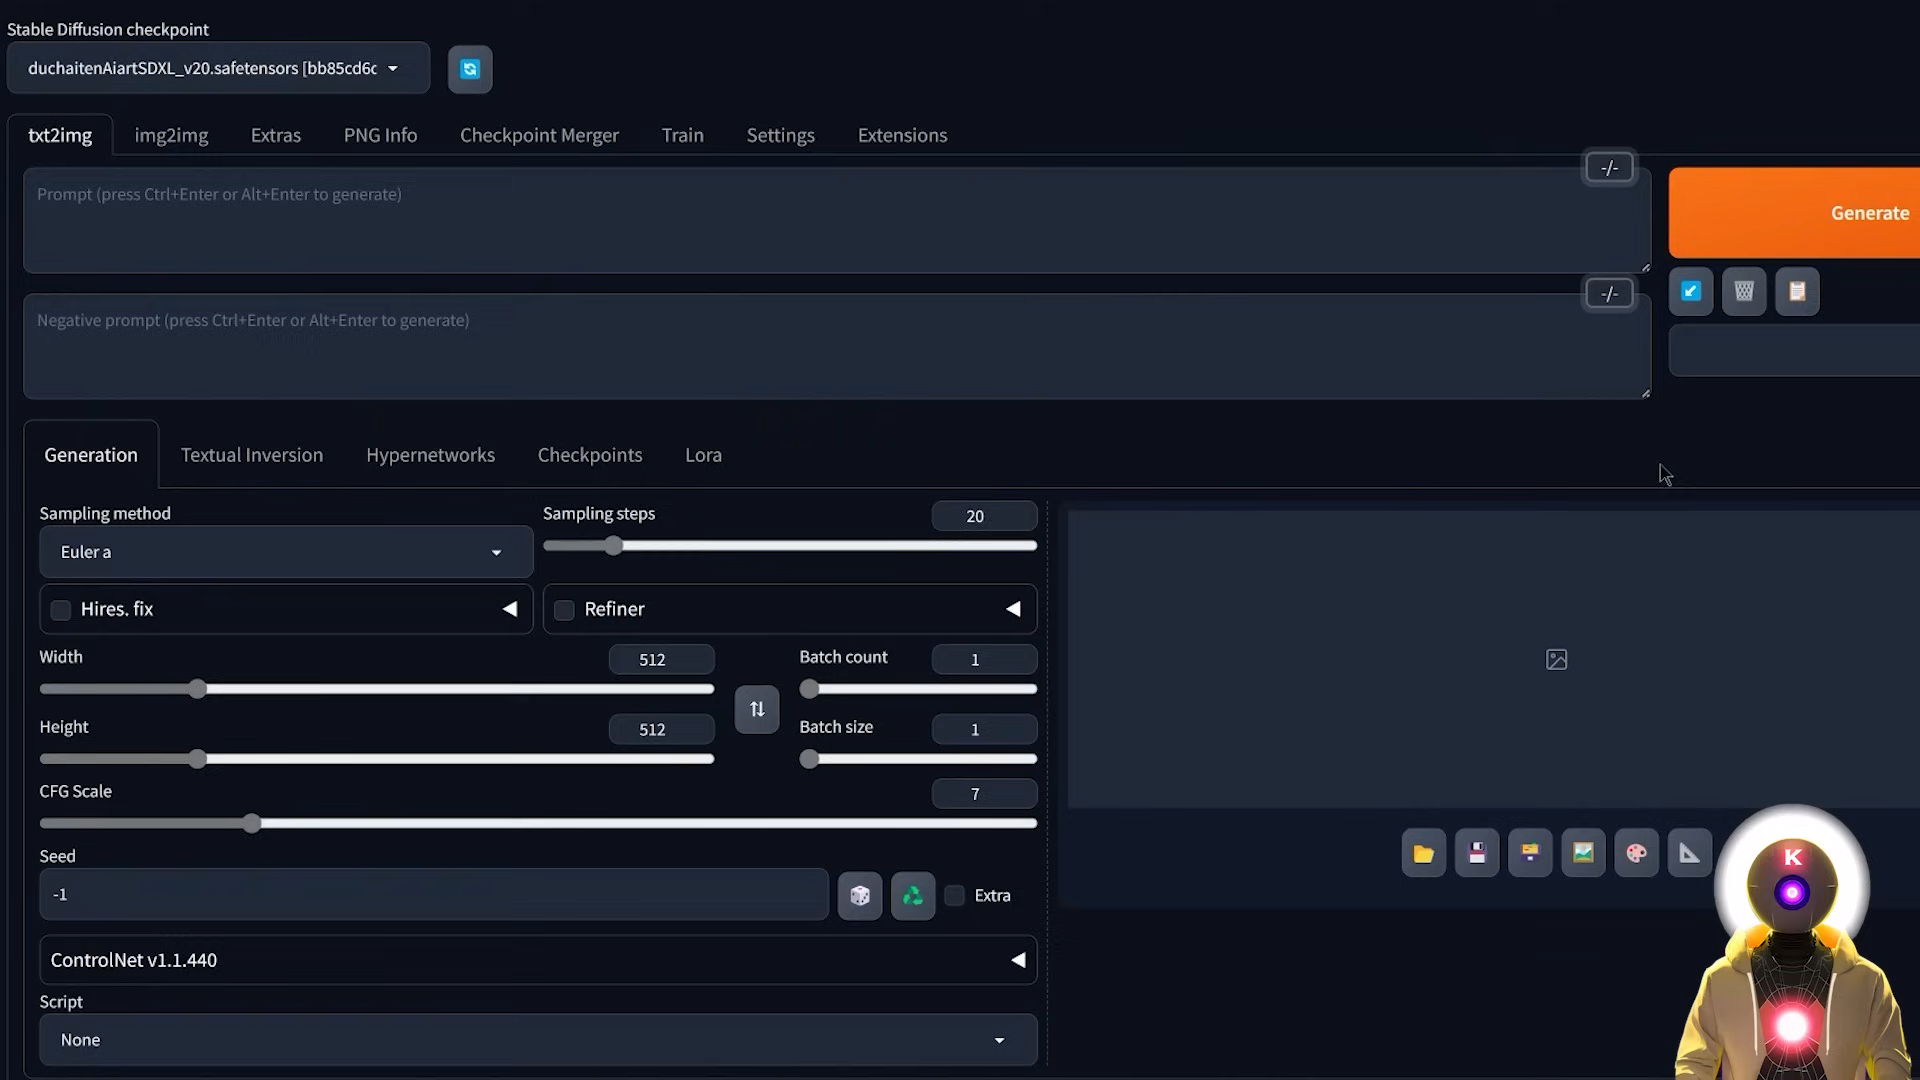 Stable Diffusion checkpoint
duchaitenAiartSDXL_v20.safetensors [bb85cd6c
txt2img img2img Extras PNG Info Checkpoint Merger Train Settings Extensions
-/-
Prompt (press Ctrl+Enter or Alt+Enter to generate)
Generate
-/-
Negative prompt (press Ctrl+Enter or Alt+Enter to generate)
Generation Textual Inversion Hypernetworks Checkpoints Lora
Sampling method
Euler a
Sampling steps
20
Hires. fix
Refiner
Width
512
Batch count
1
Height
512
Batch size
1
CFG Scale
7
Seed
-1
Extra
ControlNet v1.1.440
Script
None
K